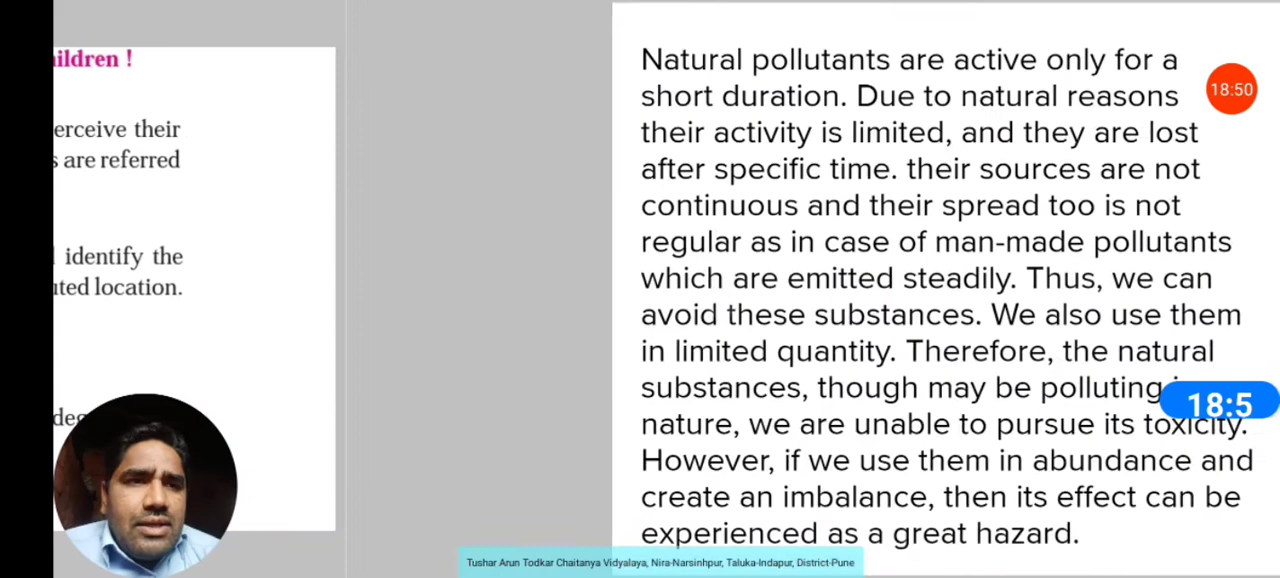 ildren !
erceive their
s are referred
identify the
uted location.
Natural pollutants are active only for a
short duration. Due to natural reasons
their activity is limited, and they are lost
after specific time. their sources are not
continuous and their spread too is not
regular as in case of man-made pollutants
which are emitted steadily. Thus, we can
avoid these substances. We also use them
in limited quantity. Therefore, the natural
substances, though may be polluting
nature, we are unable to pursue its toxicity.
However, if we use them in abundance and
create an imbalance, then its effect can be
experienced as a great hazard.
18:50
18:5
Tushar Arun Todkar Chaitanya Vidyalaya, Nira-Narsinhpur, Taluka-Indapur, District-Pune